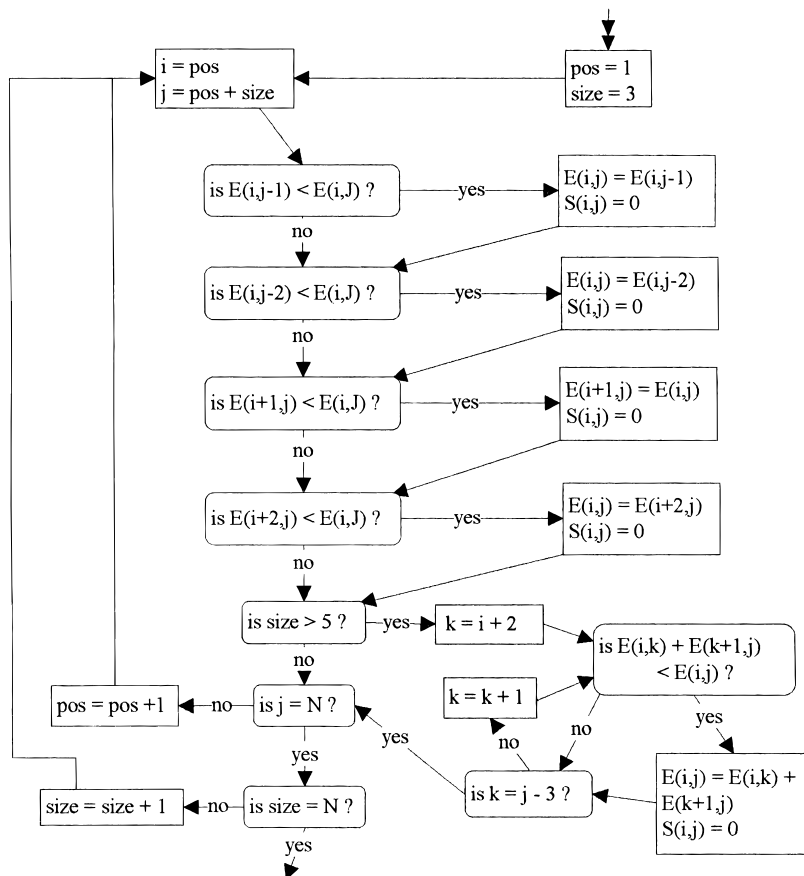 i = pos
j = pos + size
pos = 1
size = 3
is E(i,j-1) < E(i,J) ?
yes
E(i,j) = E(i,j-1)
S(i,j) = 0
no
is E(i,j-2) < E(i,J) ?
yes
E(i,j) = E(i,j-2)
S(i,j) = 0
no
is E(i+1,j) < E(i,J) ?
yes
E(i+1,j) = E(i,j)
S(i,j) = 0
no
is E(i+2,j) < E(i,J) ?
yes
E(i,j) = E(i+2,j)
S(i,j) = 0
no
is size > 5 ?
yes
k = i + 2
is E(i,k) + E(k+1,j)
< E(i,j) ?
no
pos = pos +1
no
is j = N ?
k = k + 1
yes
no
no
yes
yes
size = size + 1
no
is size = N ?
is k = j - 3 ?
E(i,j) = E(i,k) +
E(k+1,j)
S(i,j) = 0
yes